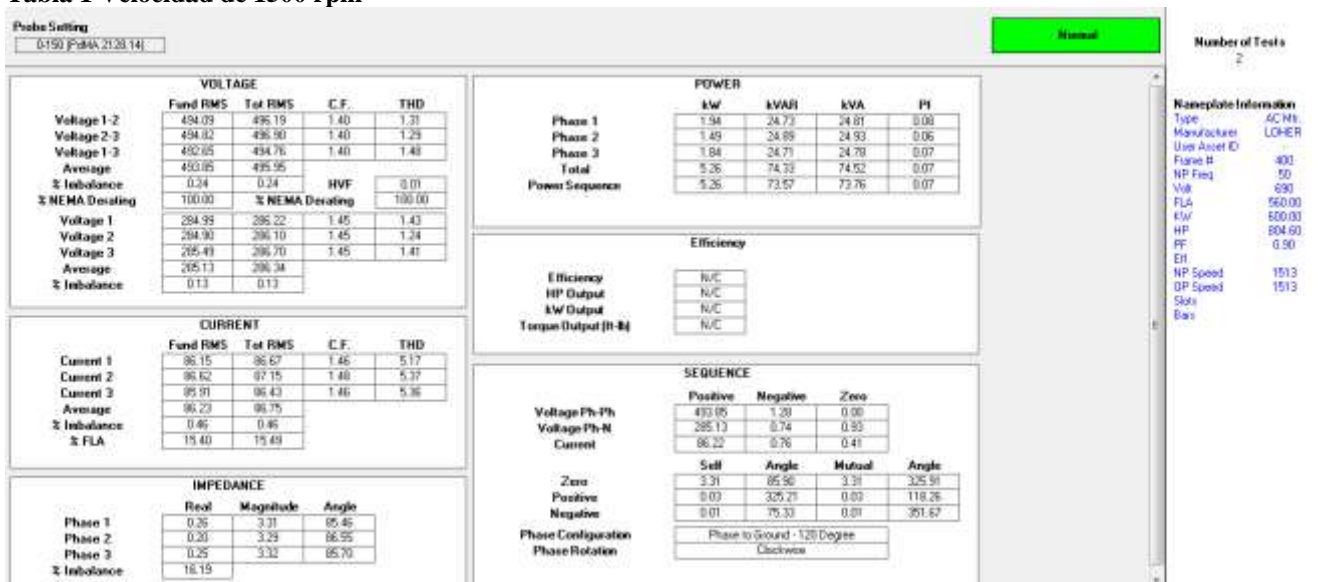 Tabla 1 Velocidad de 1500 rpm
Probe Setting
0-150 (PdMA 2128.14)
Normal
Number of Tests
2
VOLTAGE
Fund RMS Tot RMS C.F. THD
Voltage 1-2 494.09 496.19 1.40 1.31
Voltage 2-3 494.82 496.90 1.40 1.29
Voltage 1-3 492.65 494.76 1.40 1.48
Average 493.85 495.95
% Imbalance 0.24 0.24 HVF 0.01
% NEMA Derating 100.00 % NEMA Derating 100.00
Voltage 1 284.99 286.22 1.45 1.43
Voltage 2 284.90 286.10 1.45 1.24
Voltage 3 285.49 286.70 1.45 1.41
Average 285.13 286.34
% Imbalance 0.13 0.13
CURRENT
Fund RMS Tot RMS C.F. THD
Current 1 86.15 86.67 1.46 5.17
Current 2 86.62 87.15 1.48 5.37
Current 3 85.91 86.43 1.46 5.36
Average 86.23 86.75
% Imbalance 0.46 0.46
% FLA 15.40 15.49
IMPEDANCE
Real Magnitude Angle
Phase 1 0.26 3.31 85.46
Phase 2 0.20 3.29 86.55
Phase 3 0.25 3.32 85.70
% Imbalance 16.19
POWER
kW kVAR kVA Pf
Phase 1 1.94 24.73 24.81 0.08
Phase 2 1.49 24.89 24.93 0.06
Phase 3 1.84 24.71 24.78 0.07
Total 5.26 74.33 74.52 0.07
Power Sequence 5.26 73.57 73.76 0.07
Efficiency
Efficiency N/C
HP Output N/C
kW Output N/C
Torque Output (ft-lb) N/C
SEQUENCE
Positive Negative Zero
Voltage Ph-Ph 493.85 1.28 0.00
Voltage Ph-N 285.13 0.74 0.93
Current 86.22 0.76 0.41
Self Angle Mutual Angle
Zero 3.31 85.90 3.31 325.91
Positive 0.03 325.21 0.03 118.26
Negative 0.01 75.33 0.01 351.67
Phase Configuration Phase to Ground - 120 Degree
Phase Rotation Clockwise
Nameplate Information
Type AC Mtr.
Manufacturer LOHER
User Asset ID
Frame # 400
NP Freq 50
Volt 690
FLA 560.00
KW 600.00
HP 804.60
PF 0.90
Eff
NP Speed 1513
OP Speed 1513
Slots
Bars